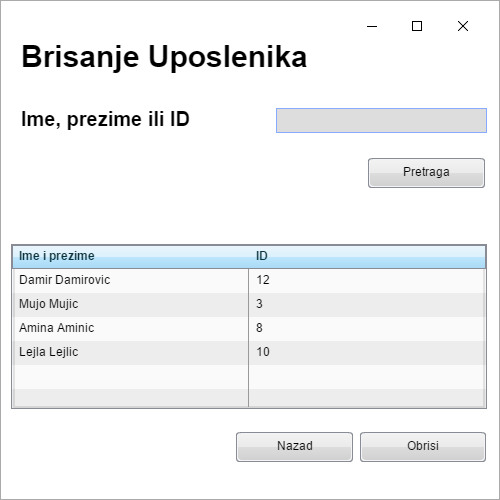 Brisanje Uposlenika
Ime, prezime ili ID
Pretraga
Ime i prezime ID
Damir Damirovic 12
Mujo Mujic 3
Amina Aminic 8
Lejla Lejlic 10
Nazad Obrisi